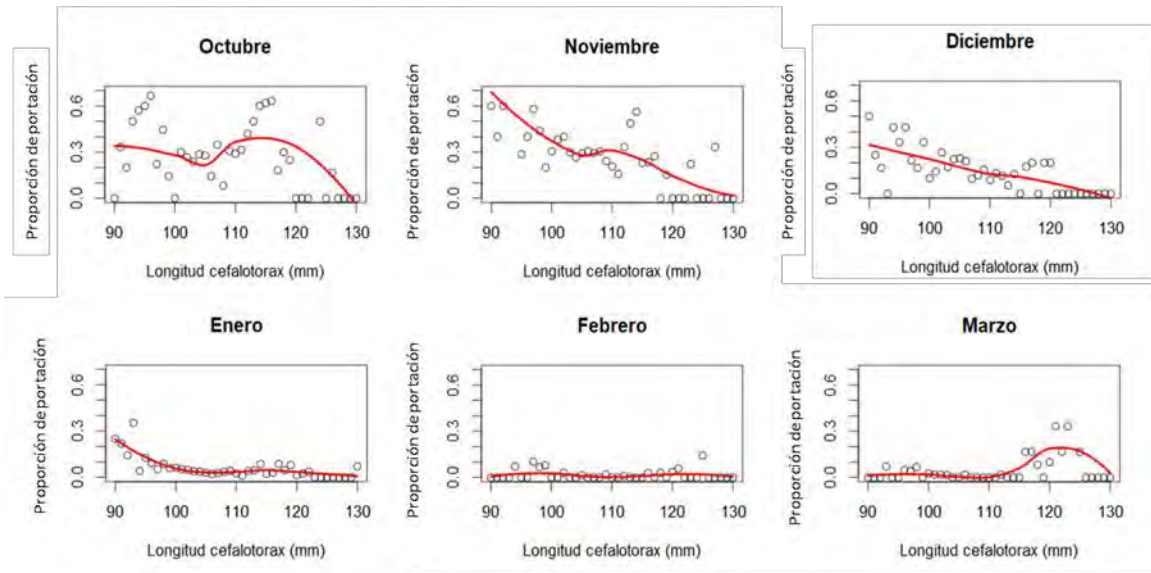 Octubre
Proporción de portación
0.0 0.3 0.6
90 100 110 120 130
Longitud cefalotorax (mm)
Noviembre
Proporción de portación
0.0 0.3 0.6
90 100 110 120 130
Longitud cefalotorax (mm)
Diciembre
Proporción de portación
0.0 0.3 0.6
90 100 110 120 130
Longitud cefalotorax (mm)
Enero
Proporción de portación
0.0 0.3 0.6
90 100 110 120 130
Longitud cefalotorax (mm)
Febrero
Proporción de portación
0.0 0.3 0.6
90 100 110 120 130
Longitud cefalotorax (mm)
Marzo
Proporción de portación
0.0 0.3 0.6
90 100 110 120 130
Longitud cefalotorax (mm)